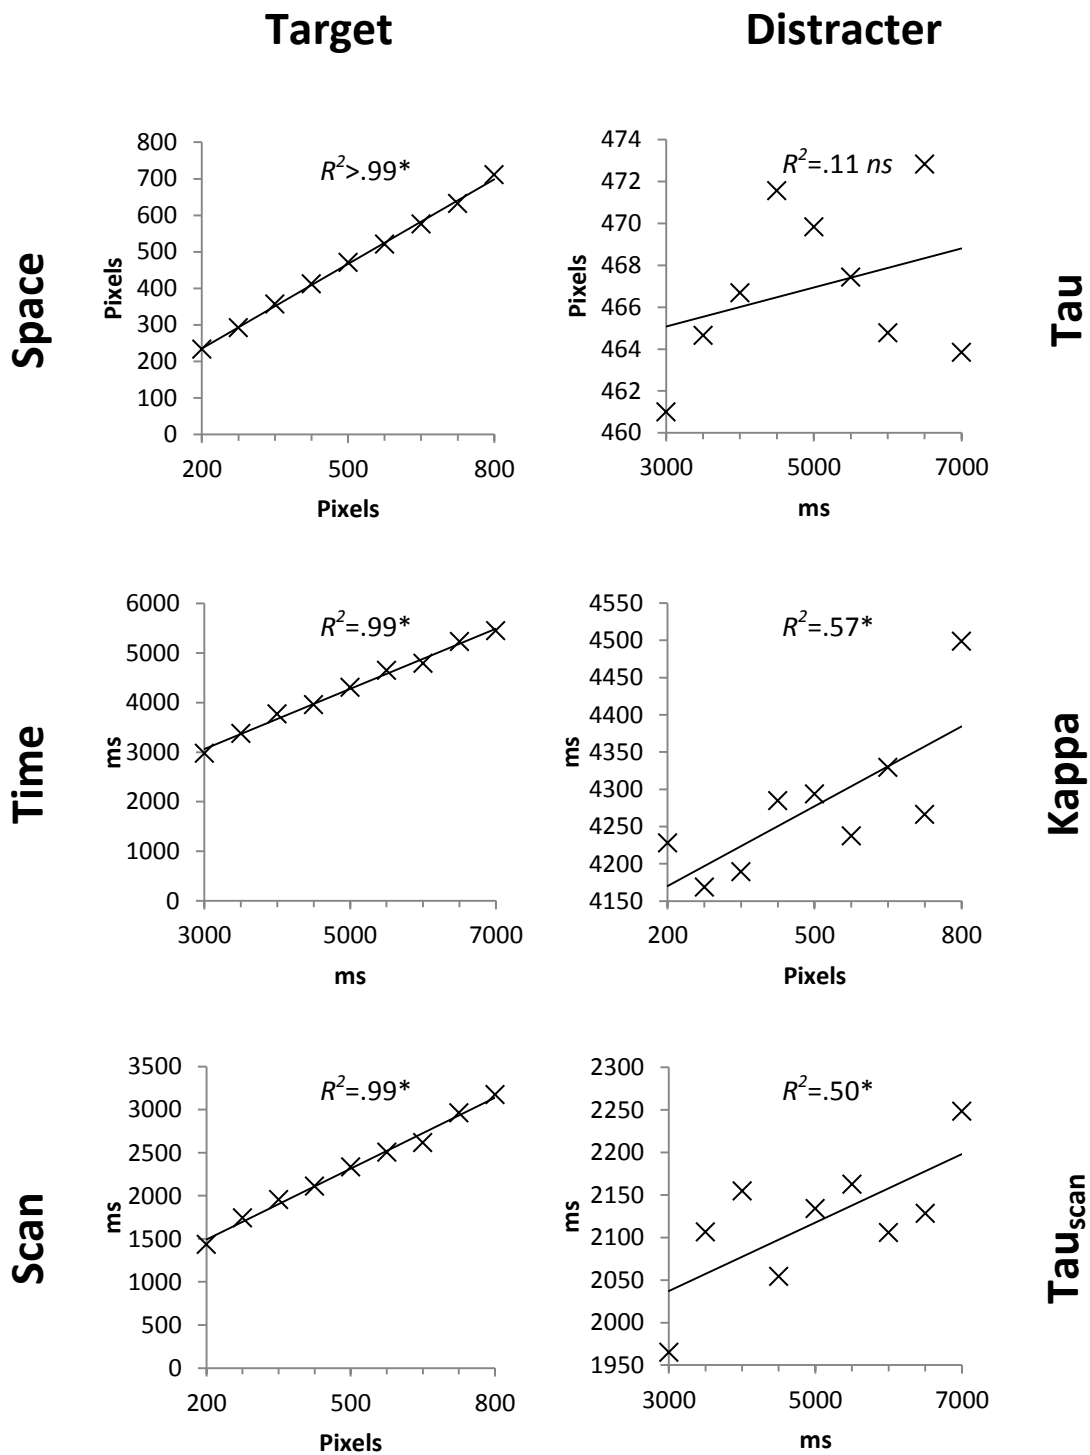 Target
Distracter
Space
800
700
600
500
400
300
200
100
0
Pixels
R²>.99*
200
500
800
Pixels
474
472
470
468
466
464
462
460
Pixels
R²=.11 ns
3000
5000
7000
ms
Tau
Time
6000
5000
4000
3000
2000
1000
0
ms
R²=.99*
3000
5000
7000
ms
4550
4500
4450
4400
4350
4300
4250
4200
4150
ms
R²=.57*
200
500
800
Pixels
Kappa
Scan
3500
3000
2500
2000
1500
1000
500
0
ms
R²=.99*
200
500
800
Pixels
2300
2250
2200
2150
2100
2050
2000
1950
ms
R²=.50*
3000
5000
7000
ms
Tauscan